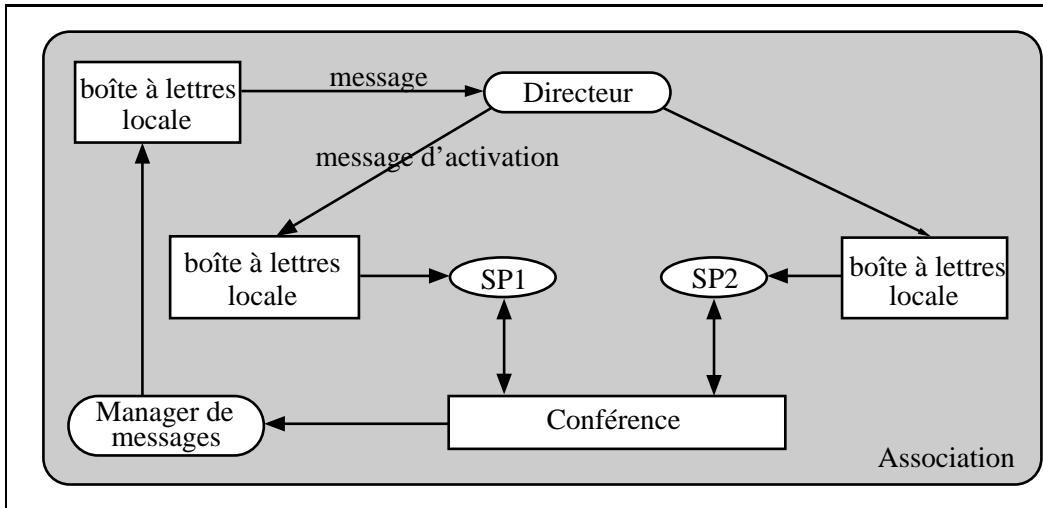 boîte à lettres
locale
message
Directeur
message d’activation
boîte à lettres
locale
SP1
SP2
boîte à lettres
locale
Manager de
messages
Conférence
Association